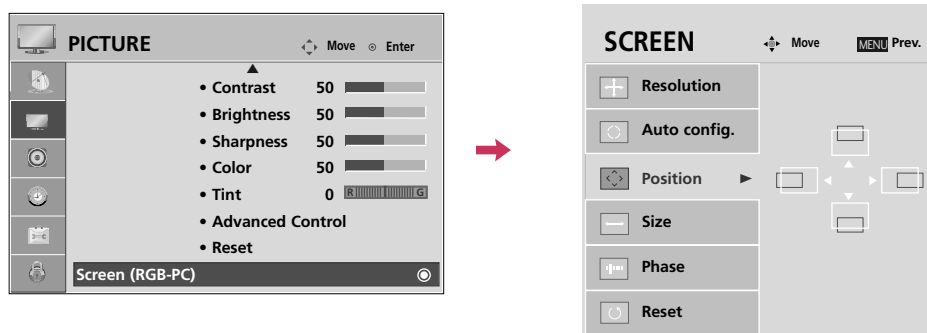 PICTURE
Move
Enter
• Contrast 50
• Brightness 50
• Sharpness 50
• Color 50
• Tint 0 R G
• Advanced Control
• Reset
Screen (RGB-PC)
SCREEN
Move
MENU Prev.
Resolution
Auto config.
Position
Size
Phase
Reset